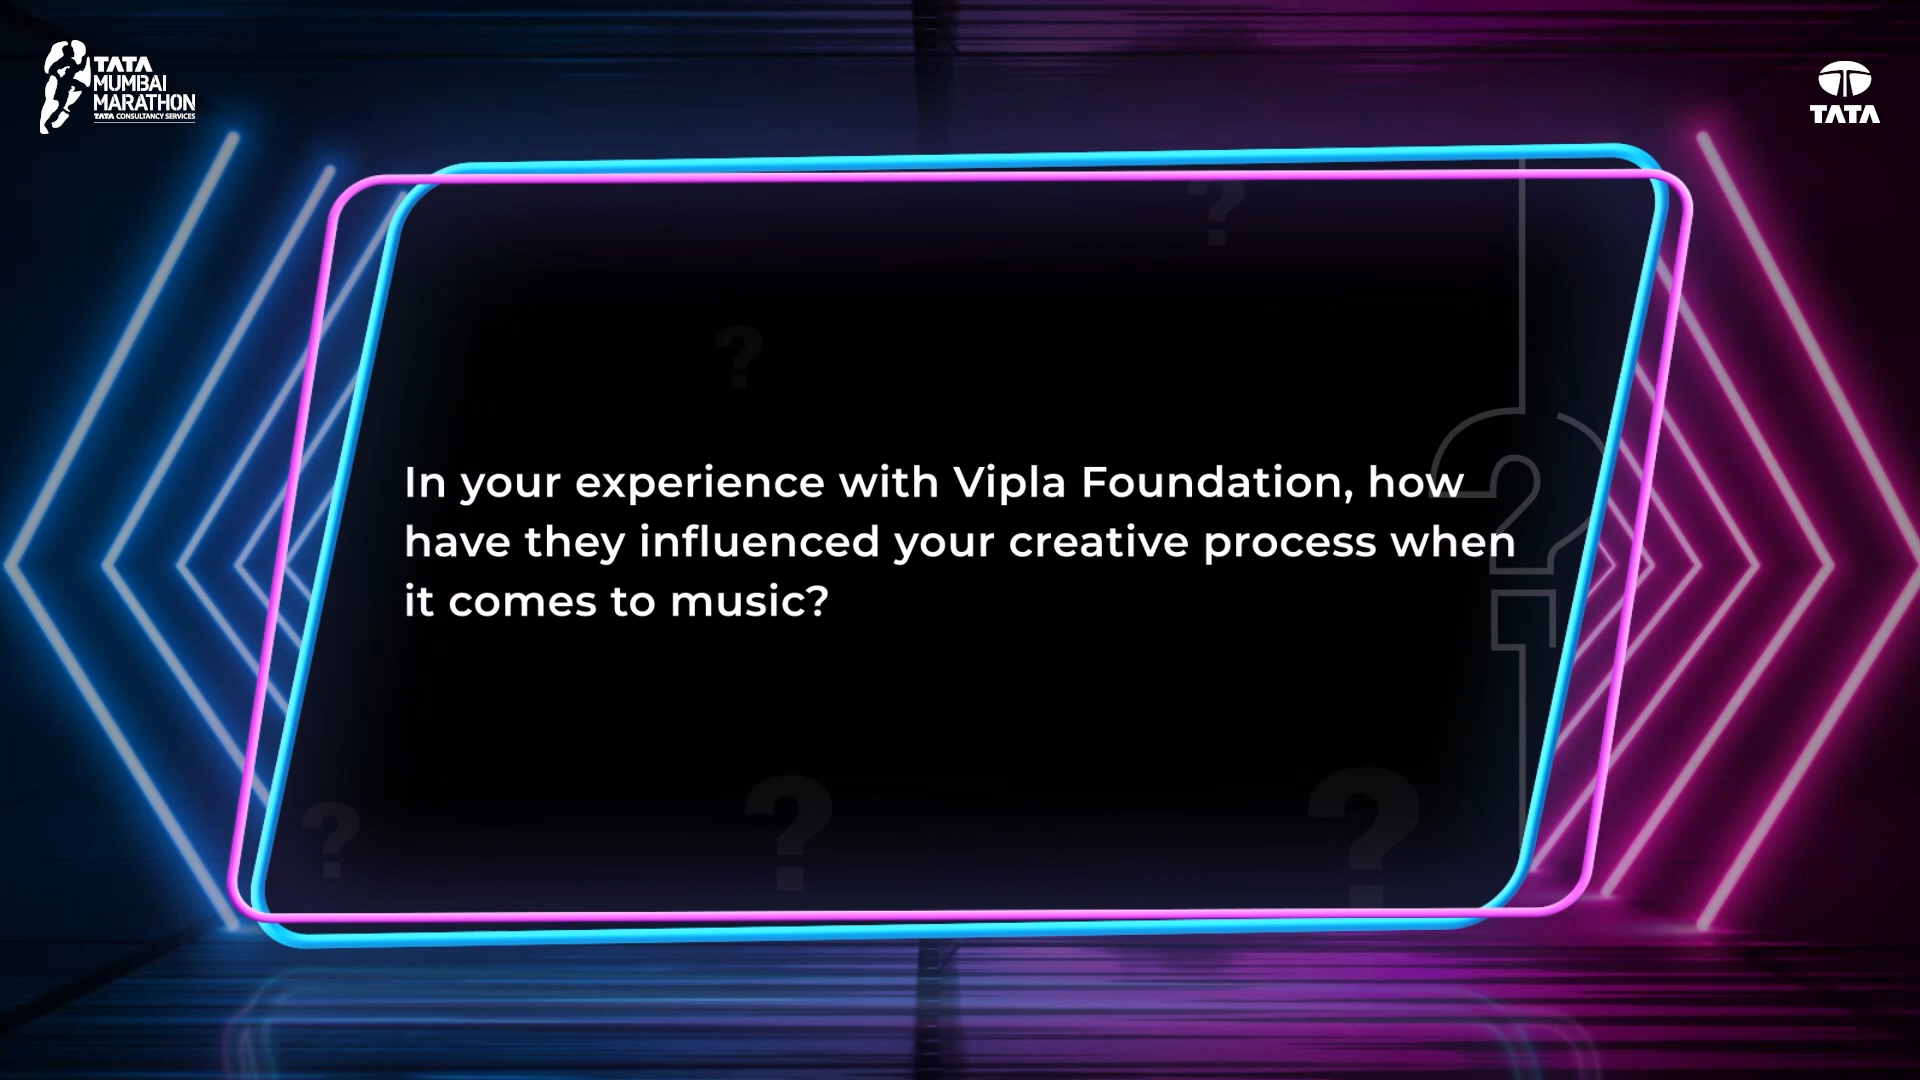 TATA
MUMBAI
MARATHON
TATA CONSULTANCY SERVICES
TATA
In your experience with Vipla Foundation, how
have they influenced your creative process when
it comes to music?